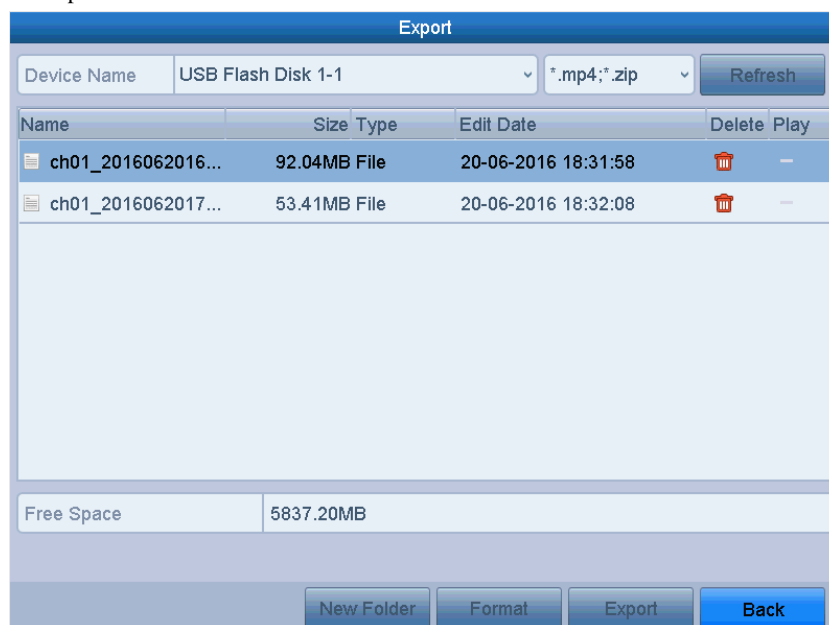 Export
Device Name USB Flash Disk 1-1 *.mp4;*.zip Refresh
Name Size Type Edit Date Delete Play
ch01_2016062016... 92.04MB File 20-06-2016 18:31:58
ch01_2016062017... 53.41MB File 20-06-2016 18:32:08
Free Space 5837.20MB
New Folder Format Export Back